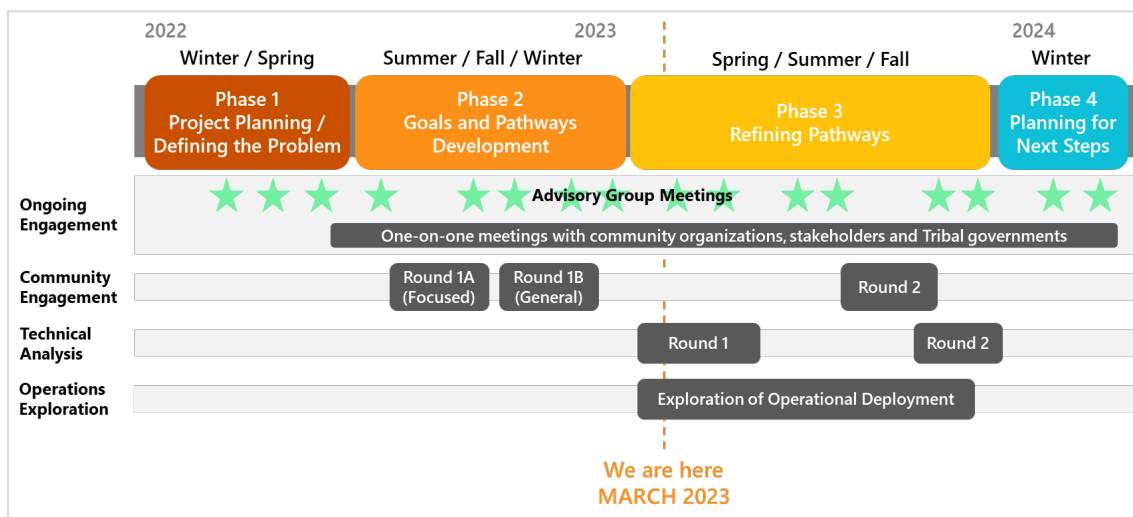 2022
2023
2024
Winter / Spring
Summer / Fall / Winter
Spring / Summer / Fall
Winter
Phase 1
Project Planning /
Defining the Problem
Phase 2
Goals and Pathways
Development
Phase 3
Refining Pathways
Phase 4
Planning for
Next Steps
Ongoing
Engagement
Advisory Group Meetings
One-on-one meetings with community organizations, stakeholders and Tribal governments
Community
Engagement
Round 1A
(Focused)
Round 1B
(General)
Round 2
Technical
Analysis
Round 1
Round 2
Operations
Exploration
Exploration of Operational Deployment
We are here
MARCH 2023